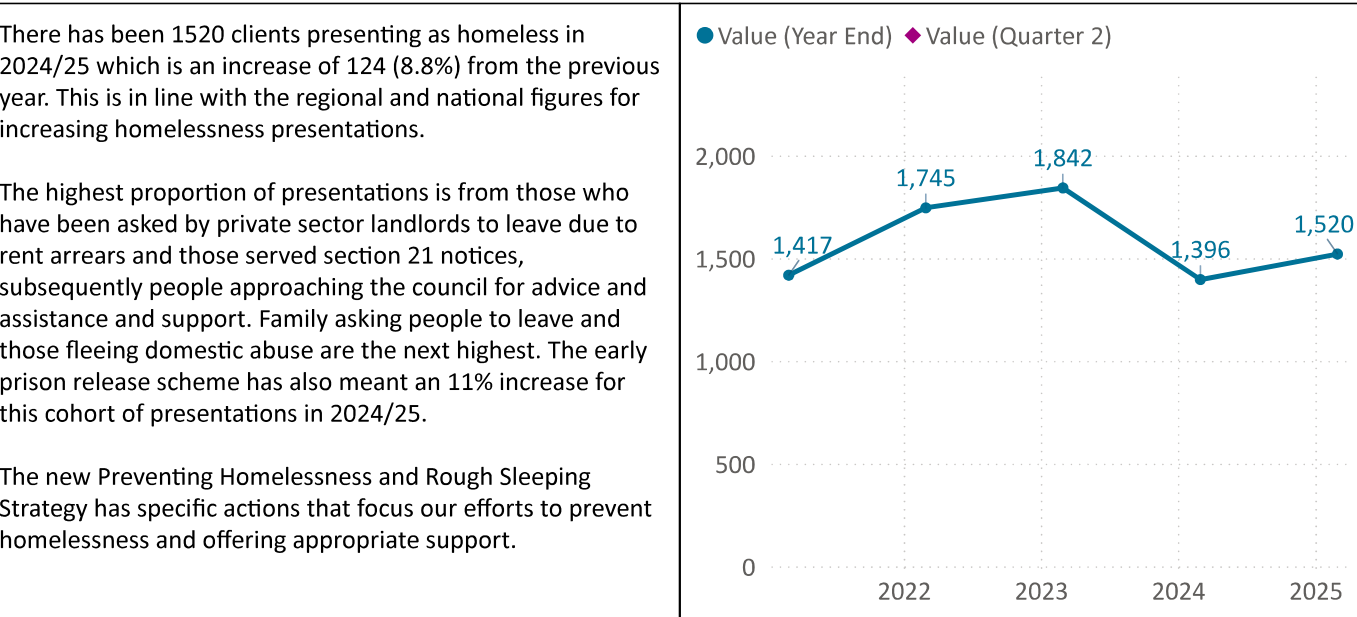 There has been 1520 clients presenting as homeless in
2024/25 which is an increase of 124 (8.8%) from the previous
year. This is in line with the regional and national figures for
increasing homelessness presentations.
The highest proportion of presentations is from those who
have been asked by private sector landlords to leave due to
rent arrears and those served section 21 notices,
subsequently people approaching the council for advice and
assistance and support. Family asking people to leave and
those fleeing domestic abuse are the next highest. The early
prison release scheme has also meant an 11% increase for
this cohort of presentations in 2024/25.
The new Preventing Homelessness and Rough Sleeping
Strategy has specific actions that focus our efforts to prevent
homelessness and offering appropriate support.
Value (Year End) Value (Quarter 2)
2,000
1,500
1,000
500
0
1,417
1,745
1,842
1,396
1,520
2022 2023 2024 2025